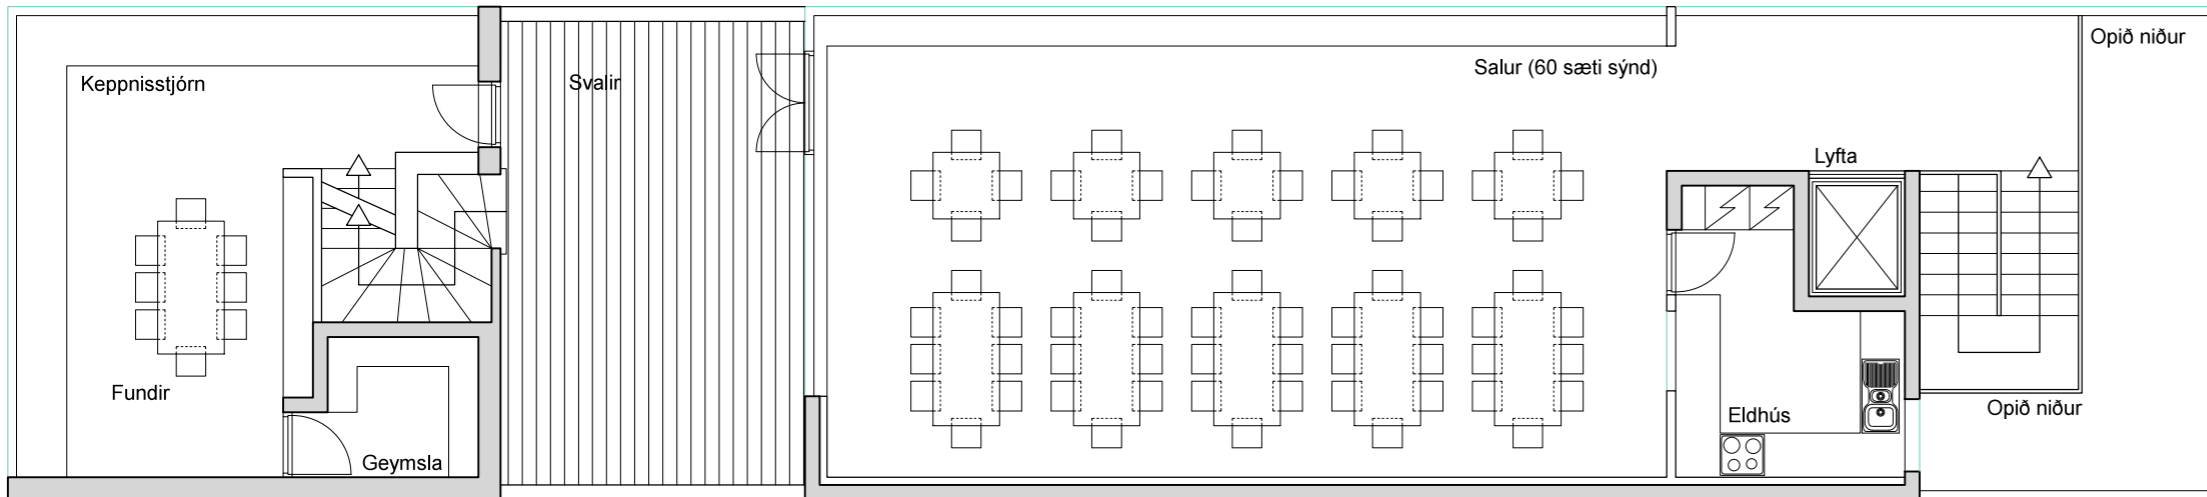 Opið niður
Salur (60 sæti sýnd)
Keppnisstjórn
Svalir
Lyfta
Fundir
Opið niður
Eldhús
Geymsla